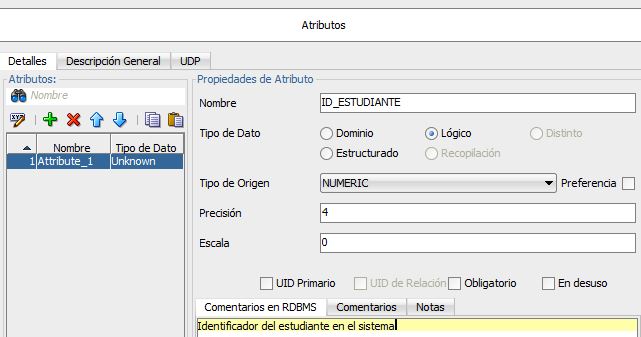 Atributos
Detalles Descripción General UDP
Atributos: Propiedades de Atributo
Nombre
Nombre ID_ESTUDIANTE
Tipo de Dato Dominio Lógico Distinto
Estructurado Recopilación
Nombre Tipo de Dato
1 Attribute_1 Unknown
Tipo de Origen NUMERIC Preferencia
Precisión 4
Escala 0
UID Primario UID de Relación Obligatorio En desuso
Comentarios en RDBMS Comentarios Notas
Identificador del estudiante en el sistema